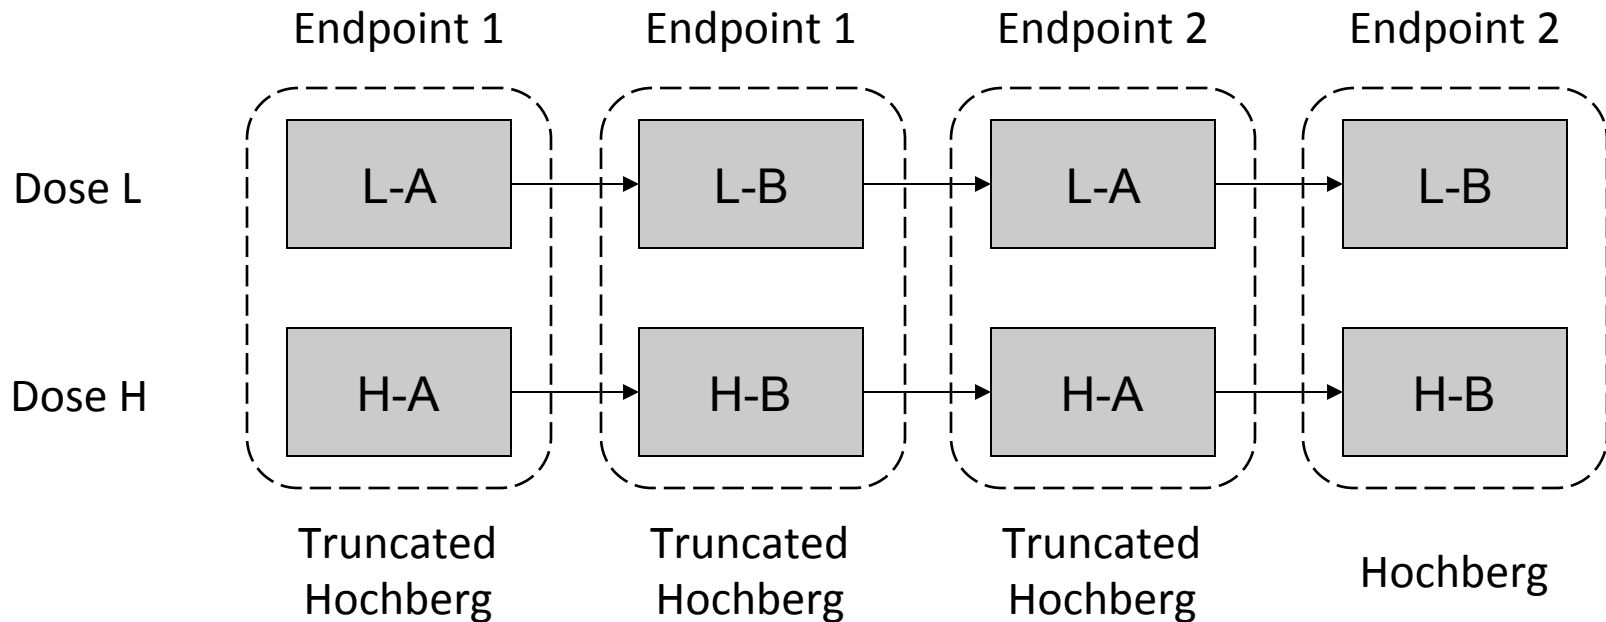 Endpoint 1 Endpoint 1 Endpoint 2 Endpoint 2
Dose L L-A L-B L-A L-B
Dose H H-A H-B H-A H-B
Truncated Truncated Truncated
Hochberg Hochberg Hochberg Hochberg